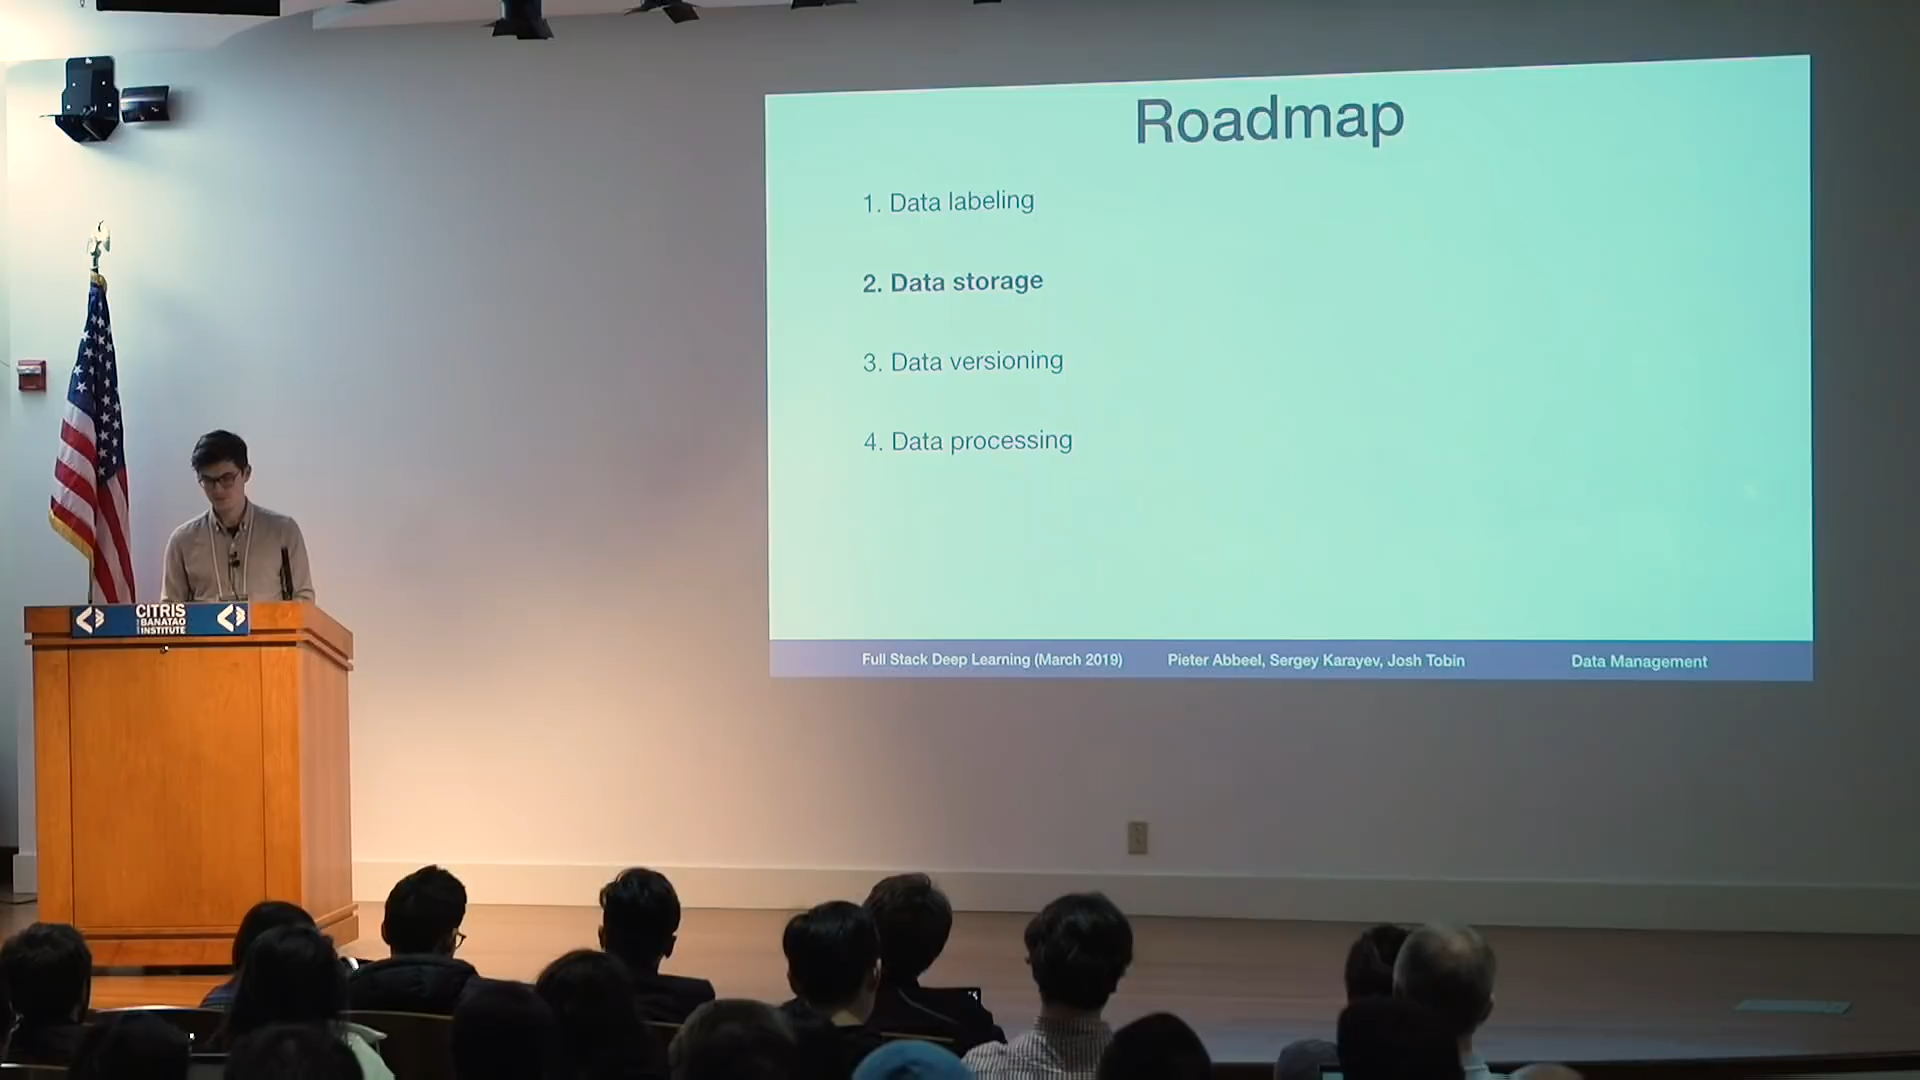 Roadmap
1. Data labeling
2. Data storage
3. Data versioning
4. Data processing
Full Stack Deep Learning (March 2019) Pieter Abbeel, Sergey Karayev, Josh Tobin Data Management
CITRIS
BANATAO
INSTITUTE